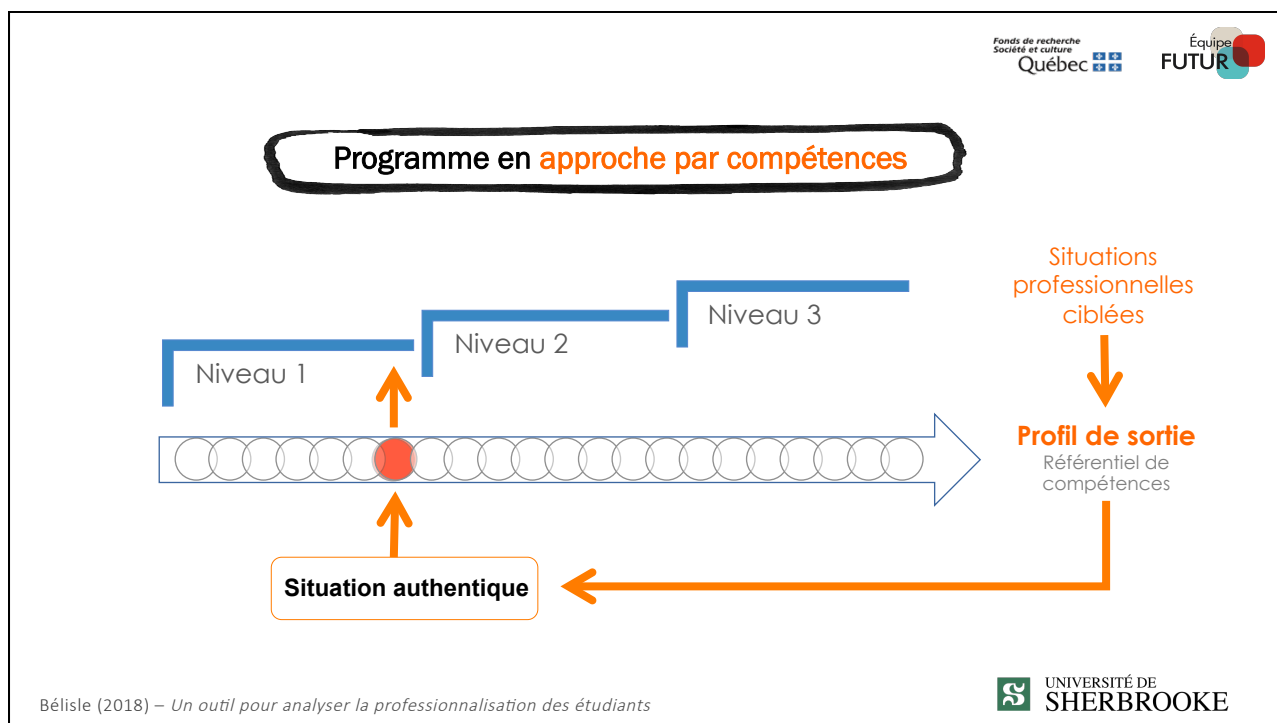 Fonds de recherche
Société et culture
Québec
Équipe
FUTUR
Programme en approche par compétences
Situations
professionnelles
ciblées
Niveau 3
Niveau 2
Niveau 1
Profil de sortie
Référentiel de
compétences
Situation authentique
Bélisle (2018) – Un outil pour analyser la professionnalisation des étudiants
UNIVERSITÉ DE
SHERBROOKE